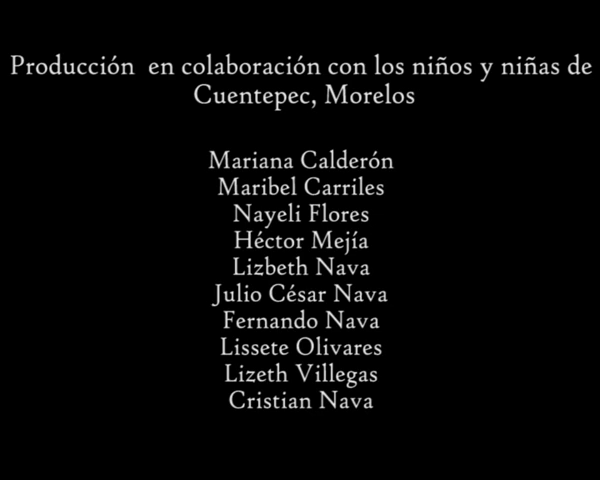 Producción en colaboración con los niños y niñas de
Cuentepec, Morelos
Mariana Calderón
Maribel Carriles
Nayeli Flores
Héctor Mejía
Lizbeth Nava
Julio César Nava
Fernando Nava
Lissete Olivares
Lizeth Villegas
Cristian Nava